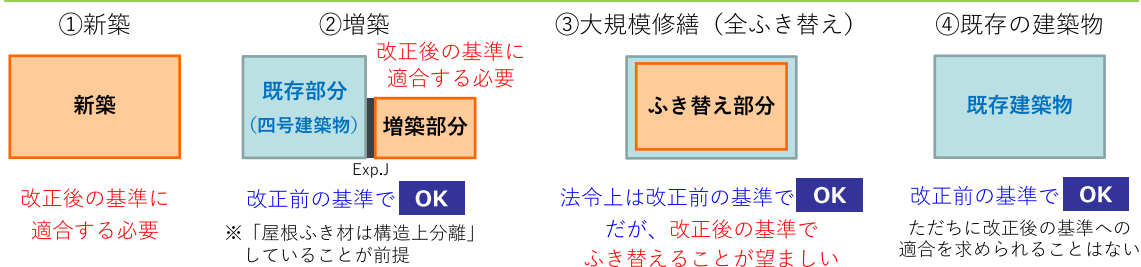 ①新築
新築
改正後の基準に
適合する必要
②増築
改正後の基準に
適合する必要
既存部分
（四号建築物）
増築部分
Exp.J
改正前の基準で OK
※「屋根ふき材は構造上分離」
していることが前提
③大規模修繕（全ふき替え）
ふき替え部分
法令上は改正前の基準で OK
だが、改正後の基準で
ふき替えることが望ましい
④既存の建築物
既存建築物
改正前の基準で OK
ただちに改正後の基準への
適合を求められることはない